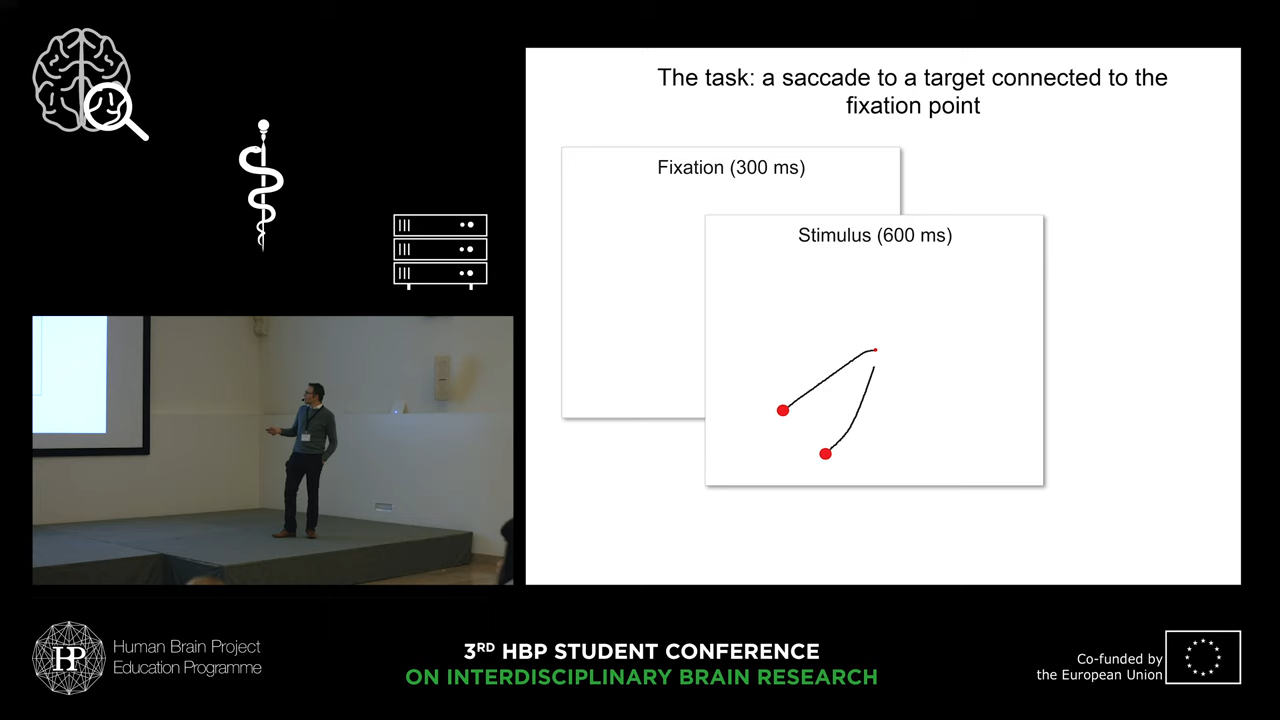 The task: a saccade to a target connected to the
fixation point
Fixation (300 ms)
Stimulus (600 ms)
HP
Human Brain Project
Education Programme
3RD HBP STUDENT CONFERENCE
ON INTERDISCIPLINARY BRAIN RESEARCH
Co-funded by
the European Union